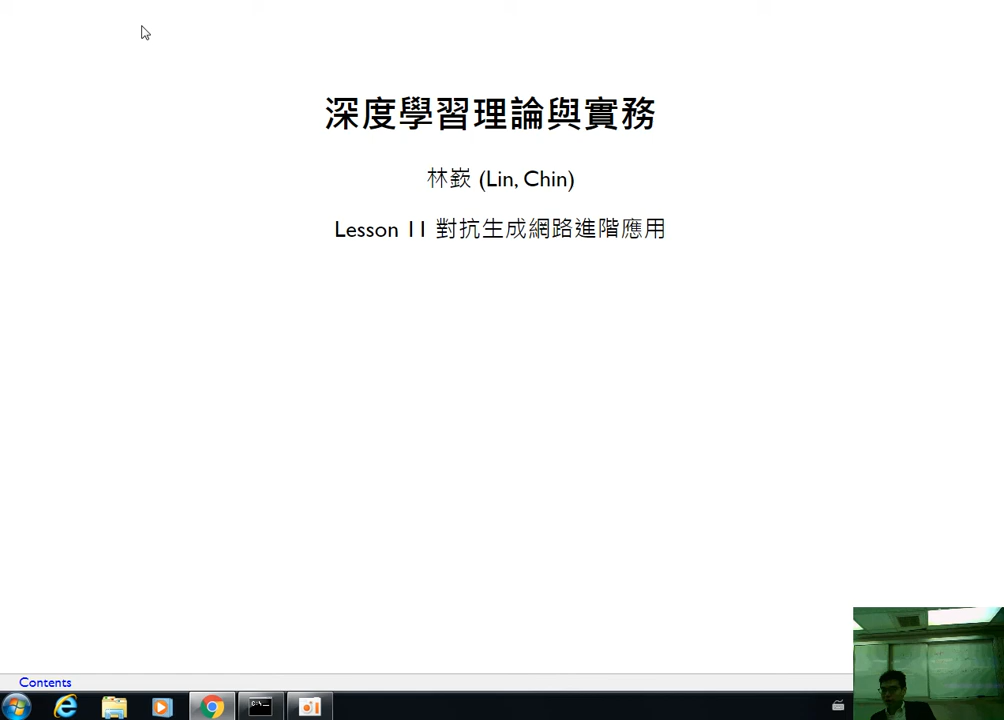 深度學習理論與實務
林嶔 (Lin, Chin)
Lesson 11 對抗生成網路進階應用
Contents